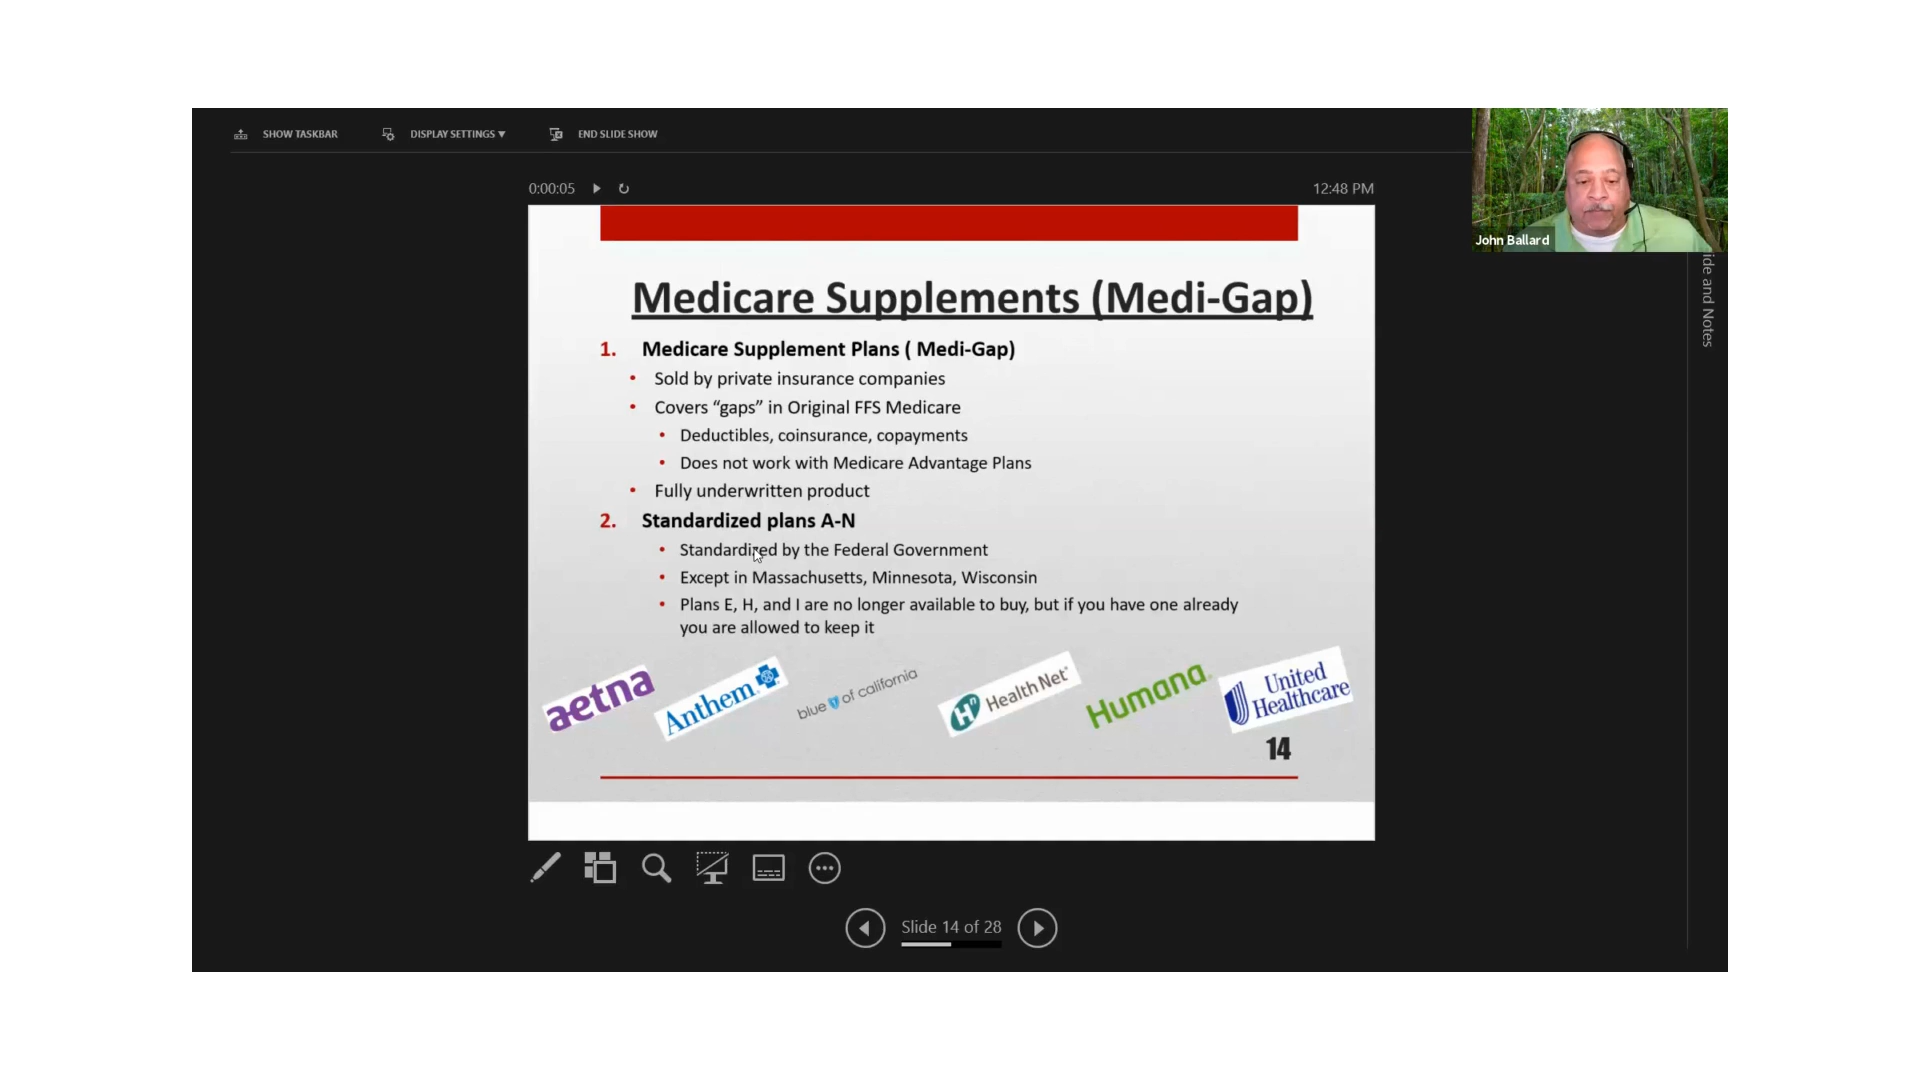 SHOW TASKBAR DISPLAY SETTINGS ▼ END SLIDE SHOW
0:00:05 12:48 PM
John Ballard
ide and Notes
Medicare Supplements (Medi-Gap)
1. Medicare Supplement Plans ( Medi-Gap)
• Sold by private insurance companies
• Covers “gaps” in Original FFS Medicare
• Deductibles, coinsurance, copayments
• Does not work with Medicare Advantage Plans
• Fully underwritten product
2. Standardized plans A-N
• Standardized by the Federal Government
• Except in Massachusetts, Minnesota, Wisconsin
• Plans E, H, and I are no longer available to buy, but if you have one already
you are allowed to keep it
aetna
Anthem
blue of california
Hn Health Net®
Humana
United
Healthcare
14
Slide 14 of 28